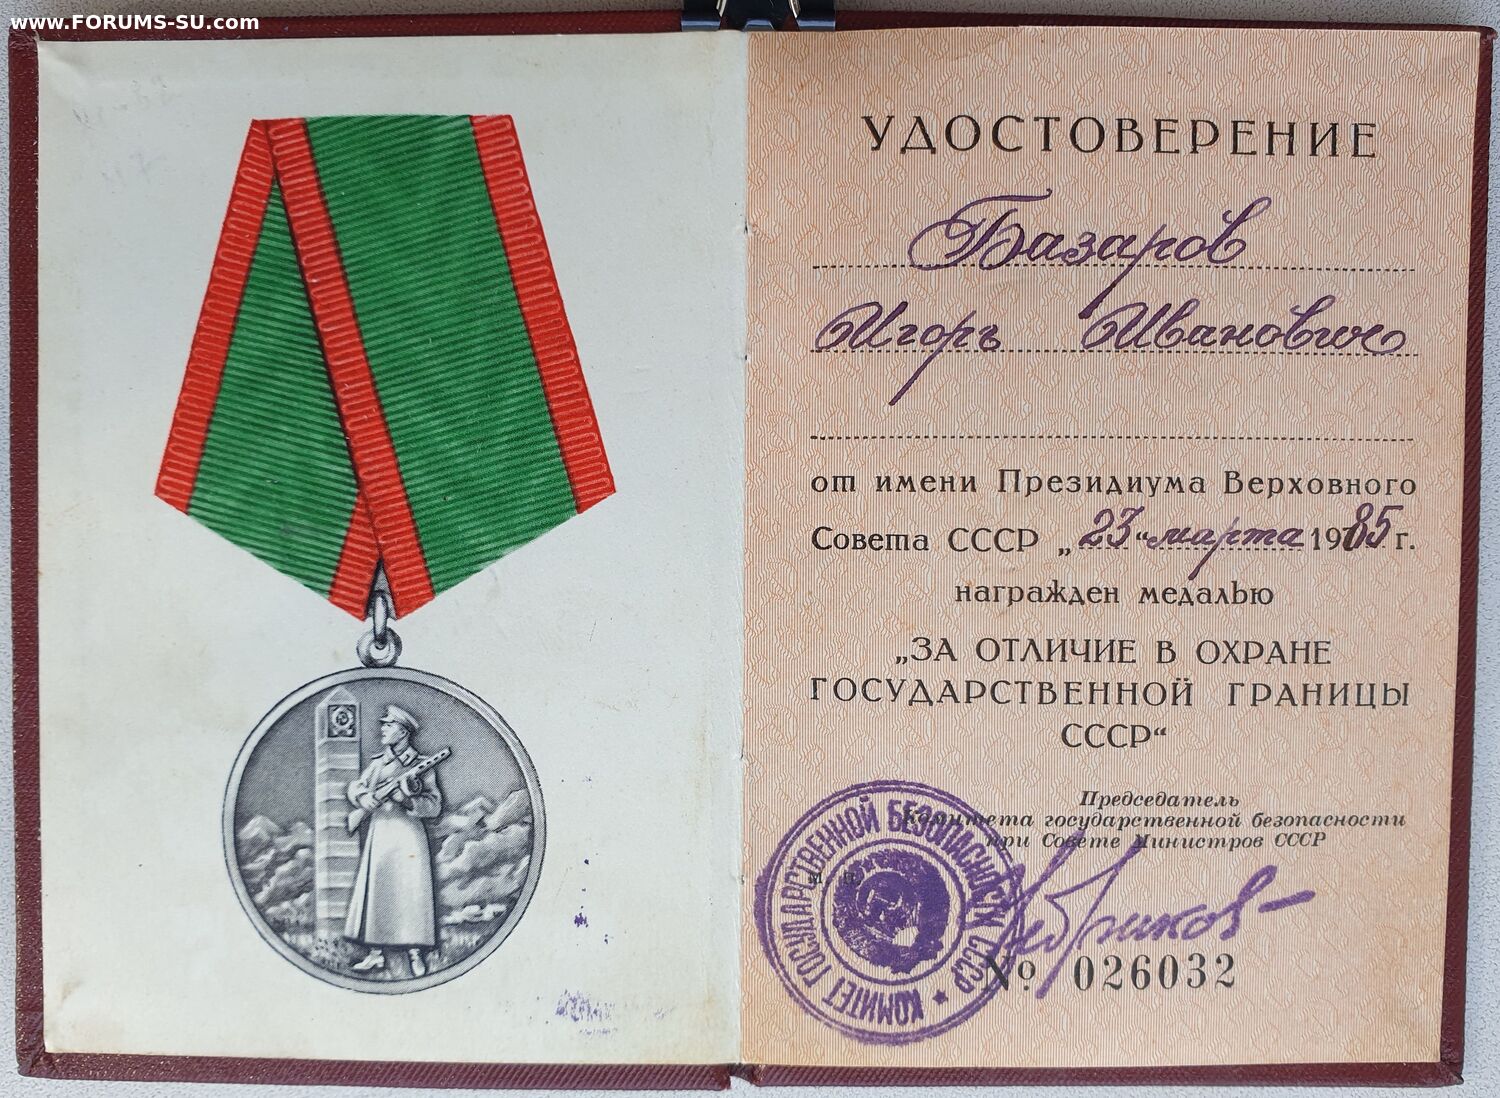 www.FORUMS-SU.com
УДОСТОВЕРЕНИЕ
Базаров
Игорь Иванович
от имени Президиума Верховного
Совета СССР „23“ марта 1985 г.
награжден медалью
„ЗА ОТЛИЧИЕ В ОХРАНЕ
ГОСУДАРСТВЕННОЙ ГРАНИЦЫ
СССР“
Председатель
Комитета государственной безопасности
при Совете Министров СССР
М. П.
КОМИТЕТ ГОСУДАРСТВЕННОЙ БЕЗОПАСНОСТИ СССР
№ 026032